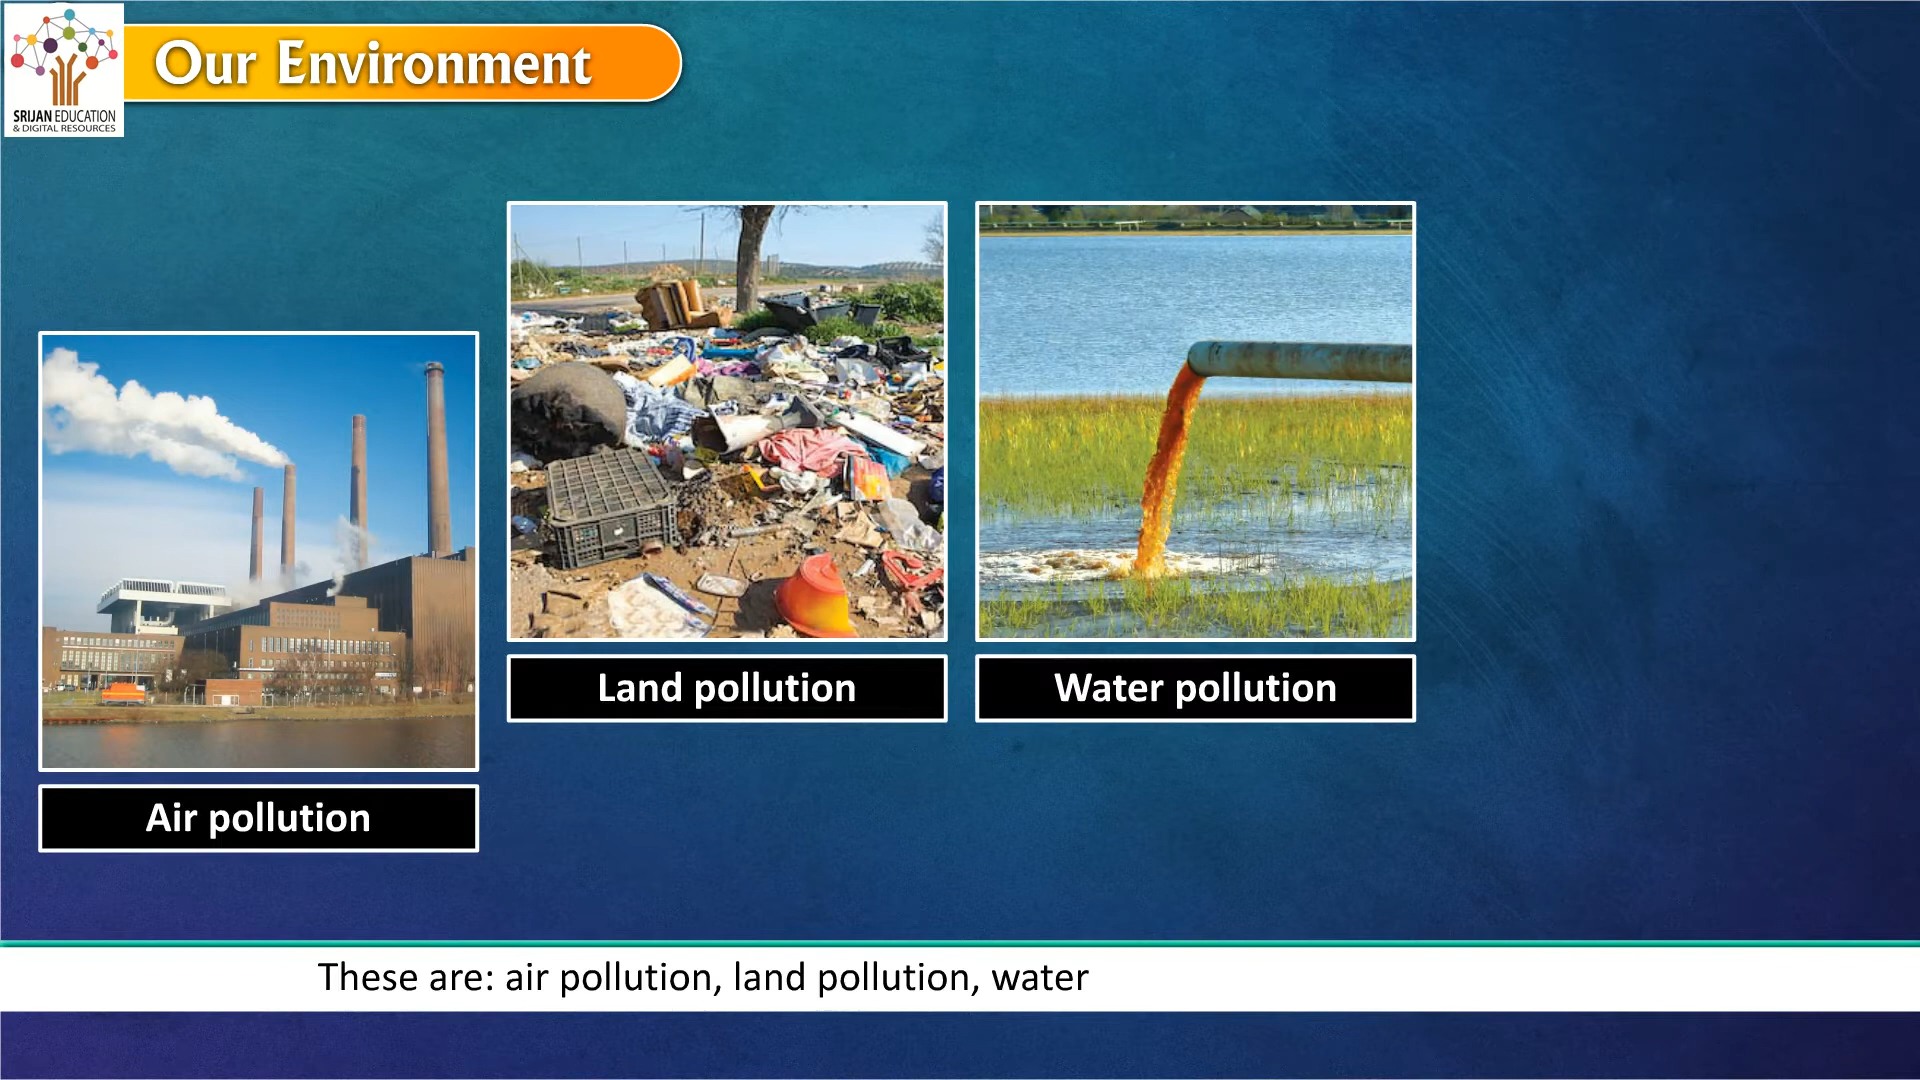 Our Environment
SRIJAN EDUCATION
& DIGITAL RESOURCES
Land pollution
Water pollution
Air pollution
These are: air pollution, land pollution, water